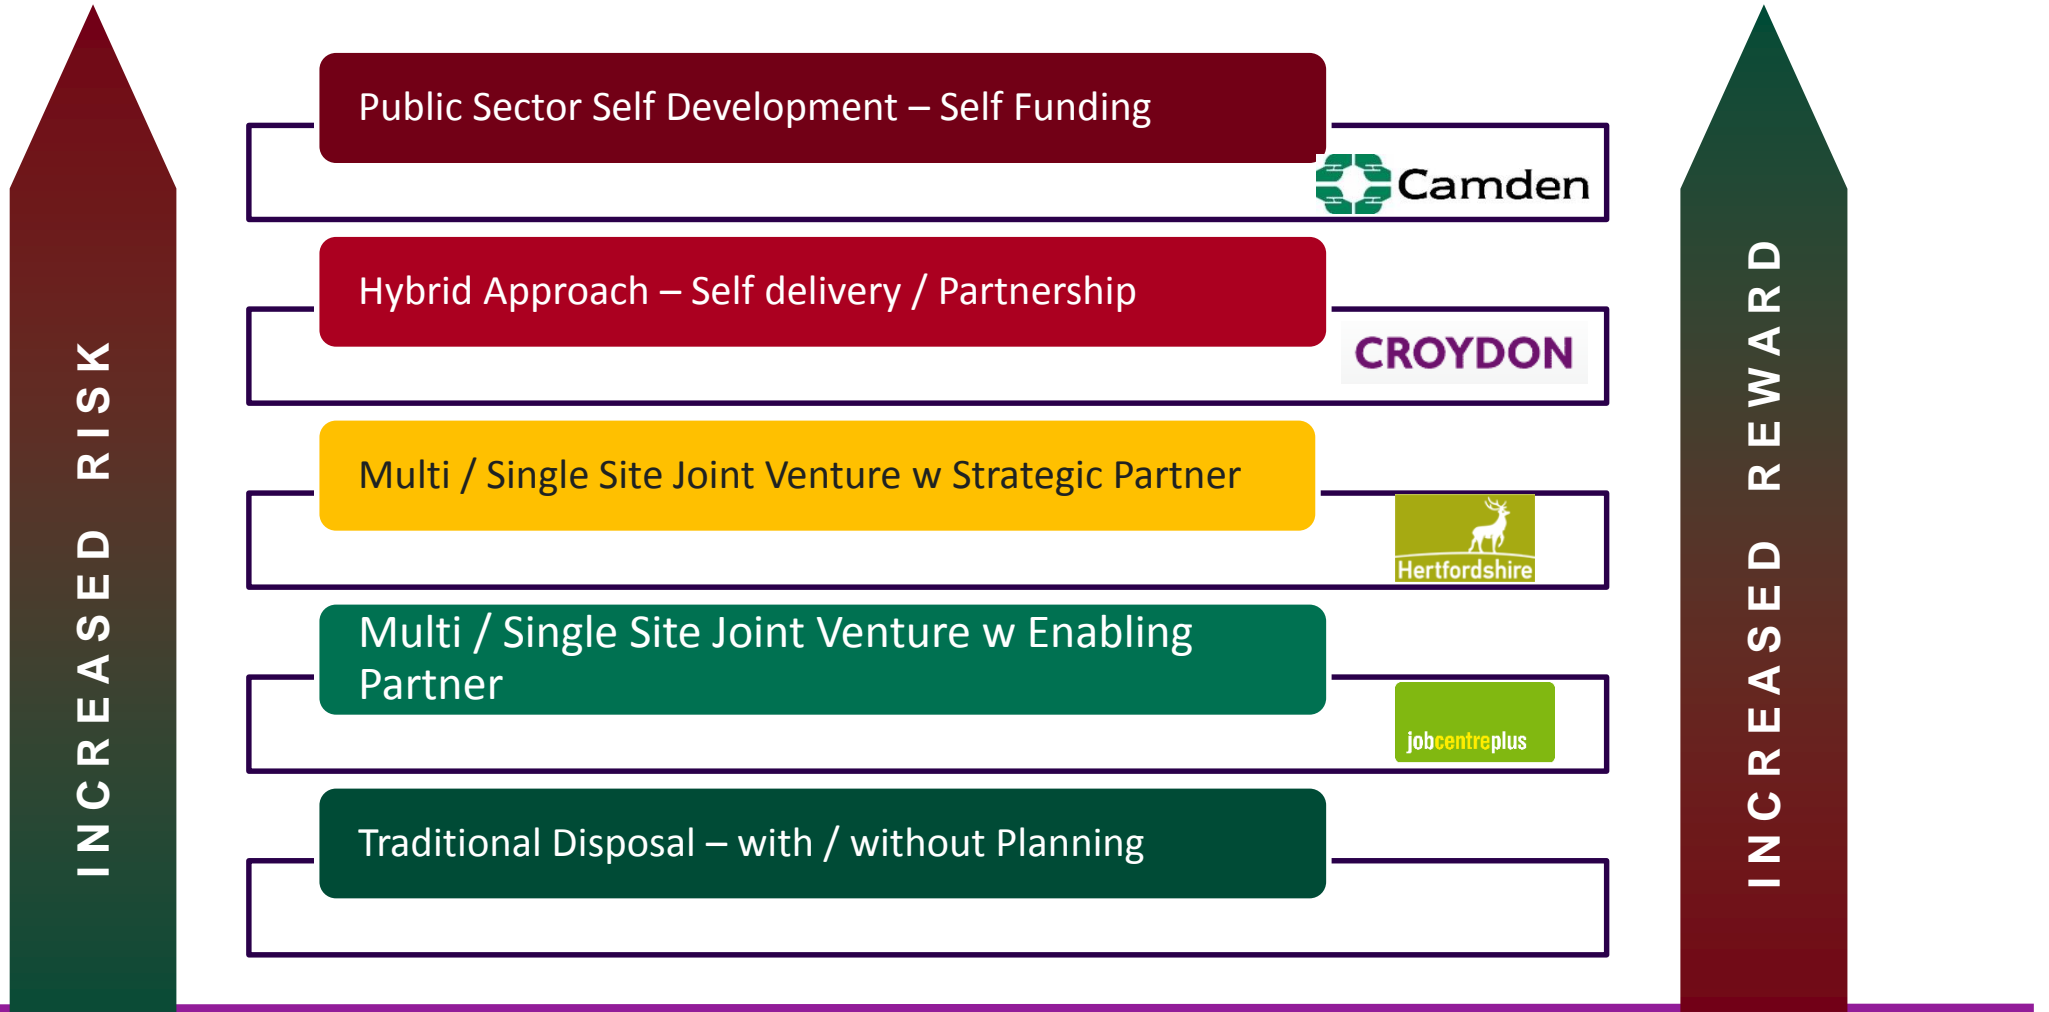 INCREASED RISK
Public Sector Self Development – Self Funding
Camden
Hybrid Approach – Self delivery / Partnership
CROYDON
Multi / Single Site Joint Venture w Strategic Partner
Hertfordshire
Multi / Single Site Joint Venture w Enabling
Partner
jobcentreplus
Traditional Disposal – with / without Planning
INCREASED REWARD